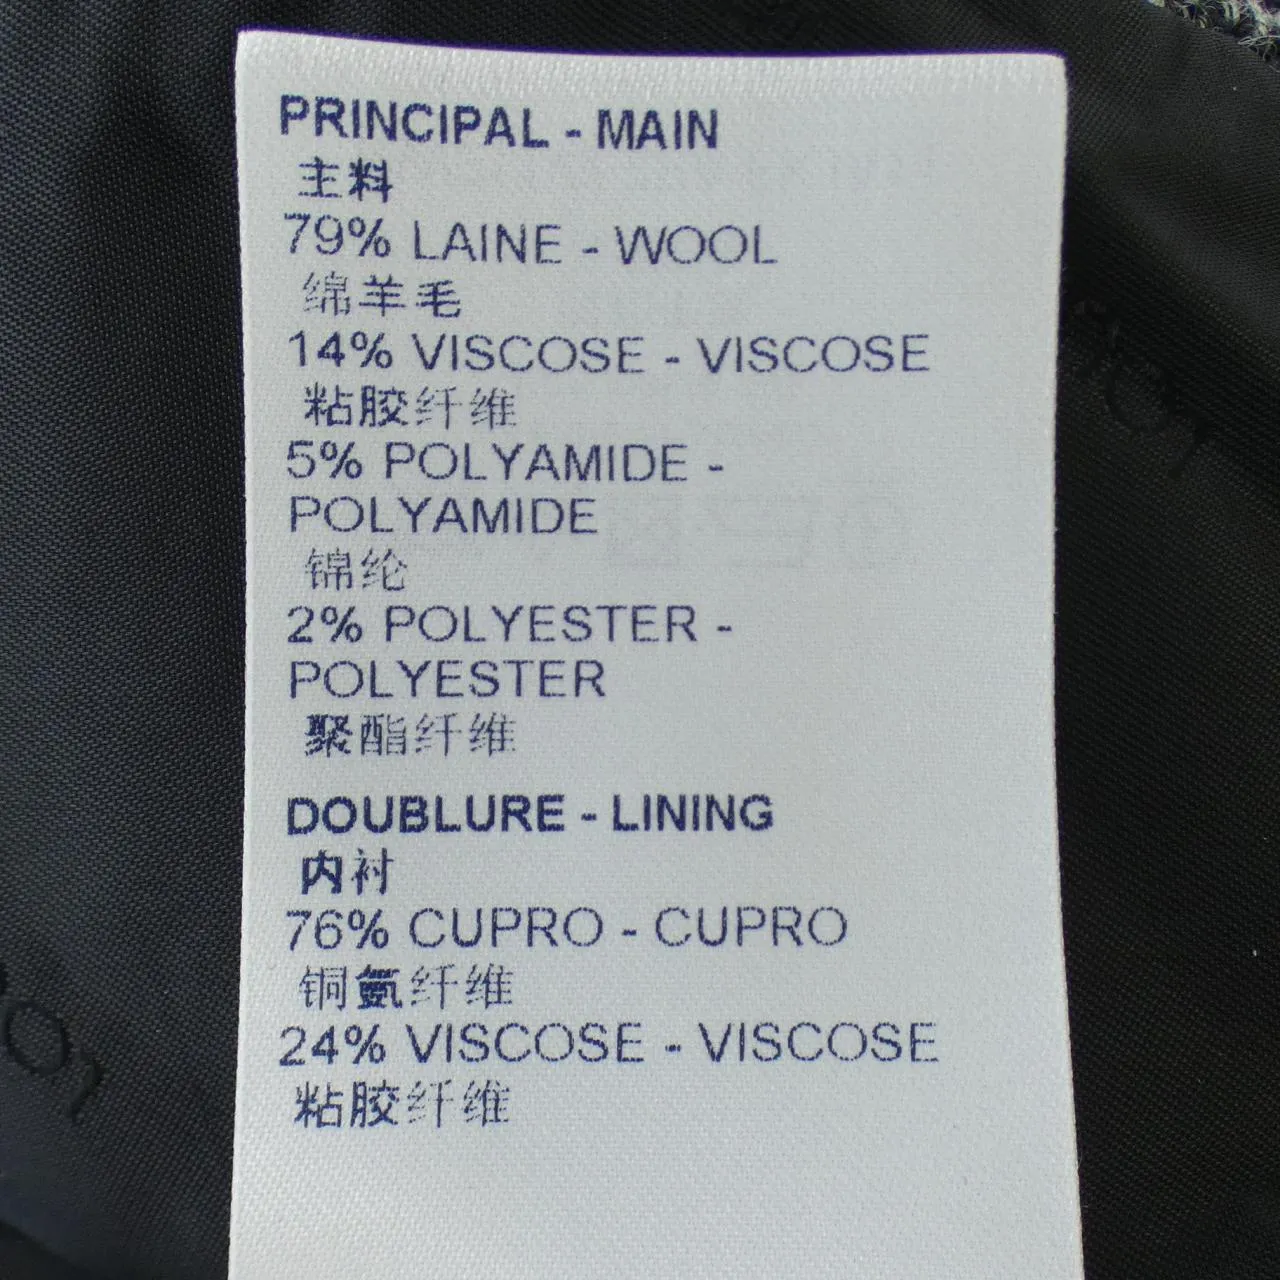 PRINCIPAL - MAIN
主料
79% LAINE - WOOL
绵羊毛
14% VISCOSE - VISCOSE
粘胶纤维
5% POLYAMIDE -
POLYAMIDE
锦纶
2% POLYESTER -
POLYESTER
聚酯纤维
DOUBLURE - LINING
内衬
76% CUPRO - CUPRO
铜氨纤维
24% VISCOSE - VISCOSE
粘胶纤维